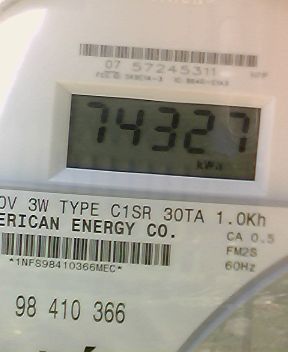 07 57245311
74327
kWh
0V 3W TYPE C1SR 30TA 1.0Kh
ERICAN ENERGY CO.
CA 0.5
FM2S
*1NFS98410366MEC*
60Hz
98 410 366